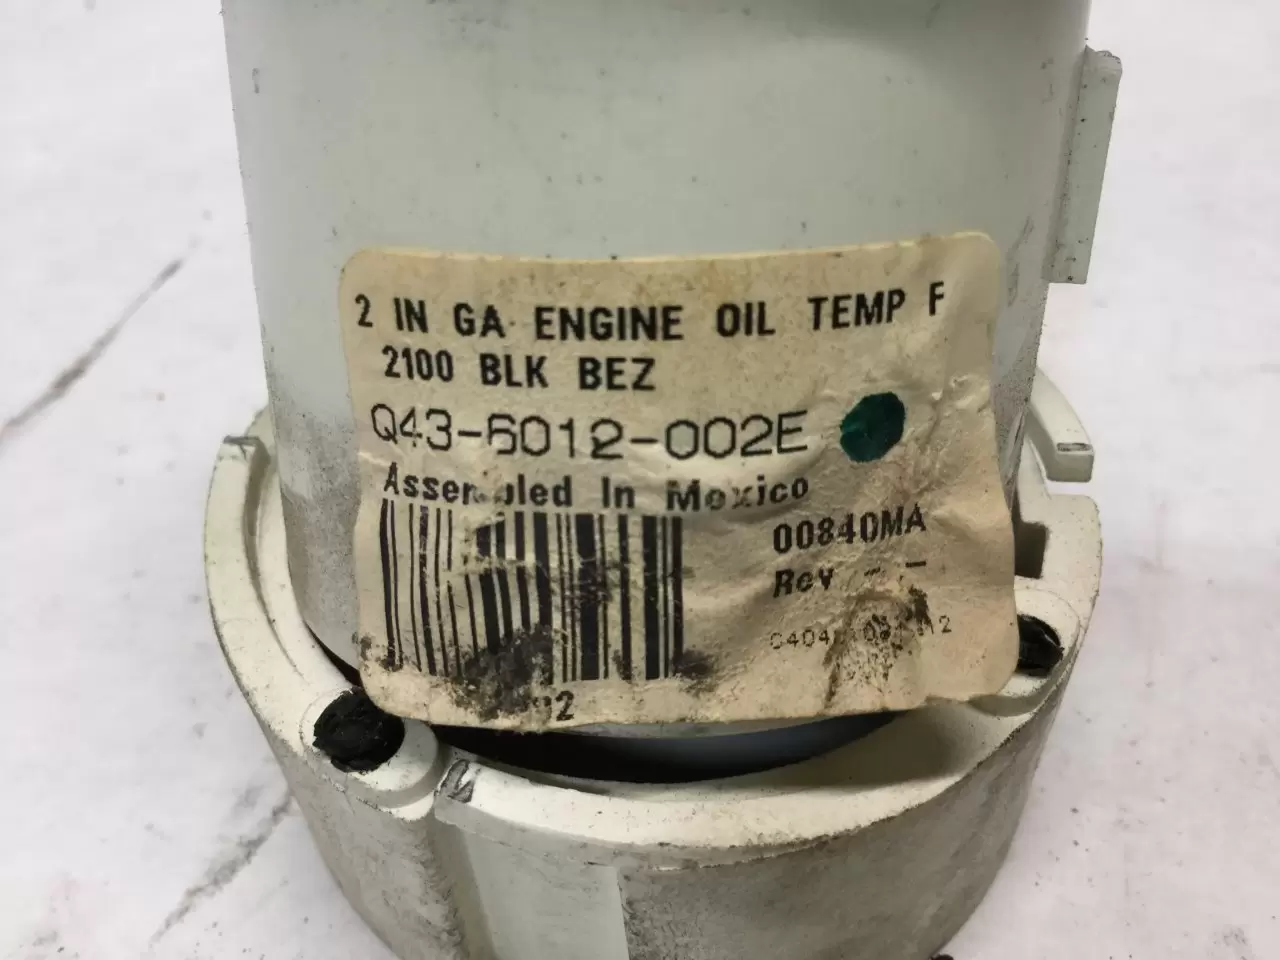 2 IN GA ENGINE OIL TEMP F
2100 BLK BEZ
Q43-6012-002E
Assembled In Mexico
00840MA
Rev